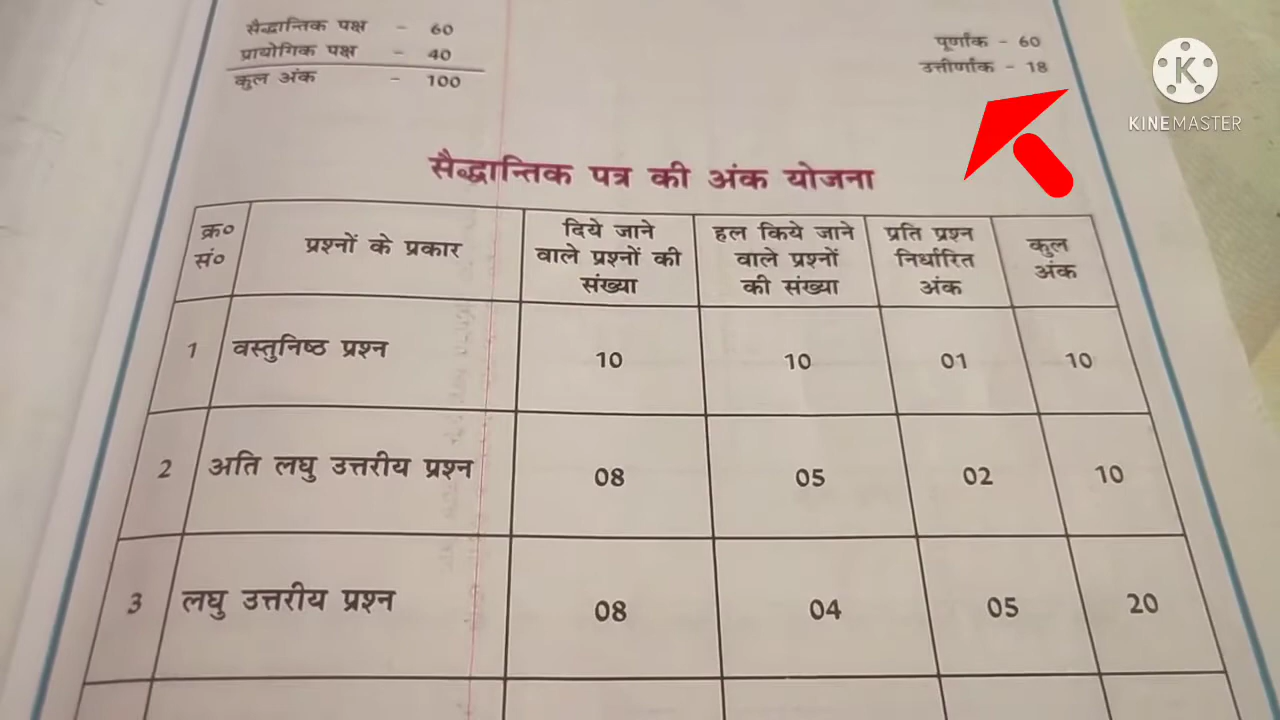 सैद्धान्तिक पक्ष - 60
प्रायोगिक पक्ष - 40
कुल अंक - 100
पूर्णांक - 60
उत्तीर्णांक - 18
KINEMASTER
सैद्धान्तिक पत्र की अंक योजना
क्र० सं० प्रश्नों के प्रकार दिये जाने वाले प्रश्नों की संख्या हल किये जाने वाले प्रश्नों की संख्या प्रति प्रश्न निर्धारित अंक कुल अंक
1 वस्तुनिष्ठ प्रश्न 10 10 01 10
2 अति लघु उत्तरीय प्रश्न 08 05 02 10
3 लघु उत्तरीय प्रश्न 08 04 05 20